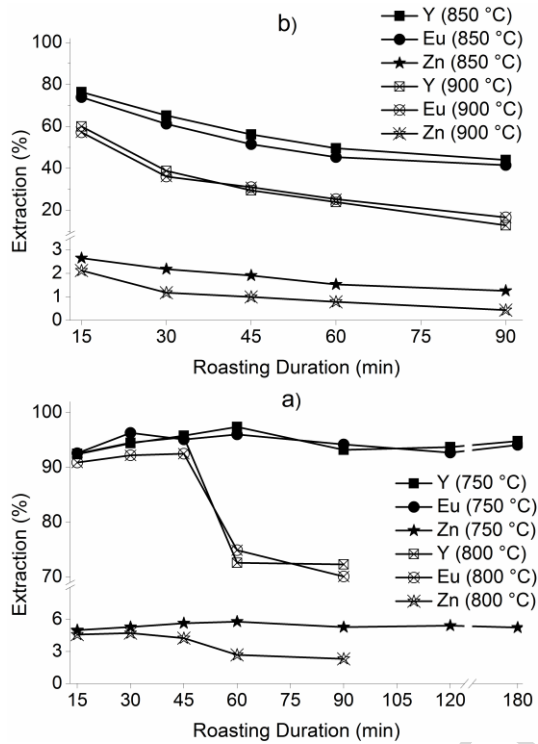 b)
Y (850 °C)
Eu (850 °C)
Zn (850 °C)
Y (900 °C)
Eu (900 °C)
Zn (900 °C)
100
80
60
40
20
3
2
1
0
Extraction (%)
15 30 45 60 75 90
Roasting Duration (min)
a)
100
95
90
70
6
3
0
Extraction (%)
Y (750 °C)
Eu (750 °C)
Zn (750 °C)
Y (800 °C)
Eu (800 °C)
Zn (800 °C)
15 30 45 60 75 90 105 120 180
Roasting Duration (min)